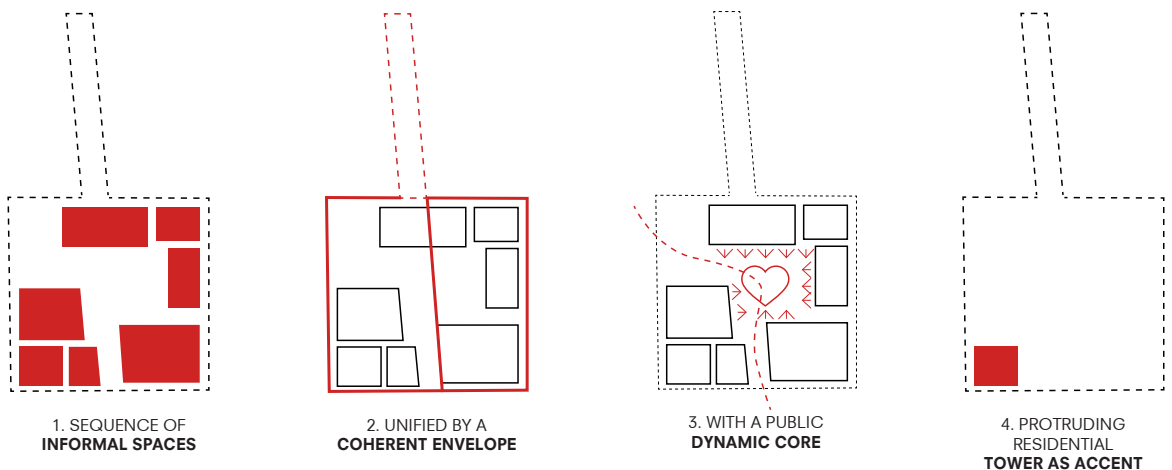 1. SEQUENCE OF
INFORMAL SPACES
2. UNIFIED BY A
COHERENT ENVELOPE
3. WITH A PUBLIC
DYNAMIC CORE
4. PROTRUDING
RESIDENTIAL
TOWER AS ACCENT